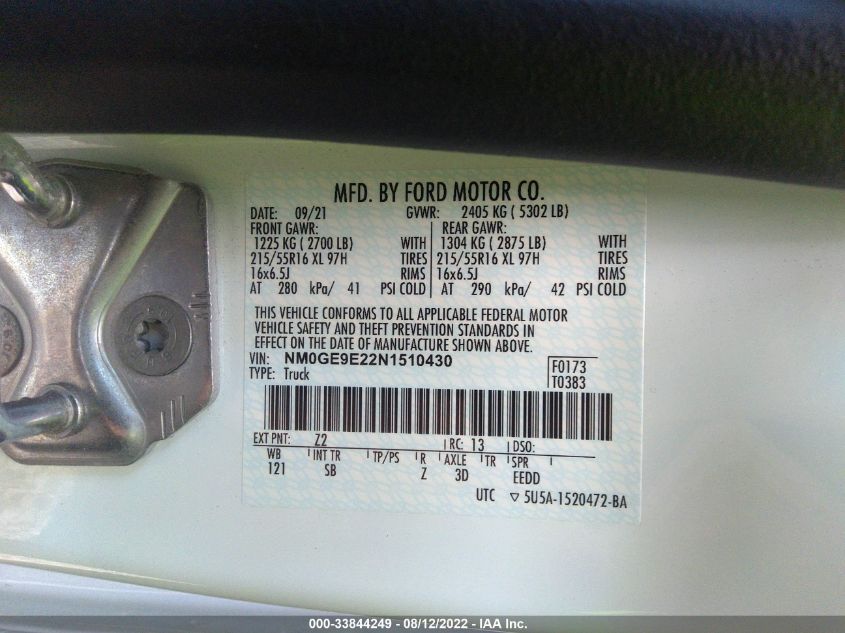 MFD. BY FORD MOTOR CO.
DATE: 09/21 GVWR: 2405 KG ( 5302 LB)
FRONT GAWR: REAR GAWR:
1225 KG ( 2700 LB) WITH 1304 KG ( 2875 LB) WITH
215/55R16 XL 97H TIRES 215/55R16 XL 97H TIRES
16x6.5J RIMS 16x6.5J RIMS
AT 280 kPa/ 41 PSI COLD AT 290 kPa/ 42 PSI COLD
THIS VEHICLE CONFORMS TO ALL APPLICABLE FEDERAL MOTOR
VEHICLE SAFETY AND THEFT PREVENTION STANDARDS IN
EFFECT ON THE DATE OF MANUFACTURE SHOWN ABOVE.
VIN: NM0GE9E22N1510430 F0173
TYPE: Truck T0383
EXT PNT: Z2 RC: 13 DSO:
WB INT TR TP/PS R AXLE TR SPR
121 SB Z 3D EEDD
UTC ▽ 5U5A-1520472-BA
000-33844249 - 08/12/2022 - IAA Inc.